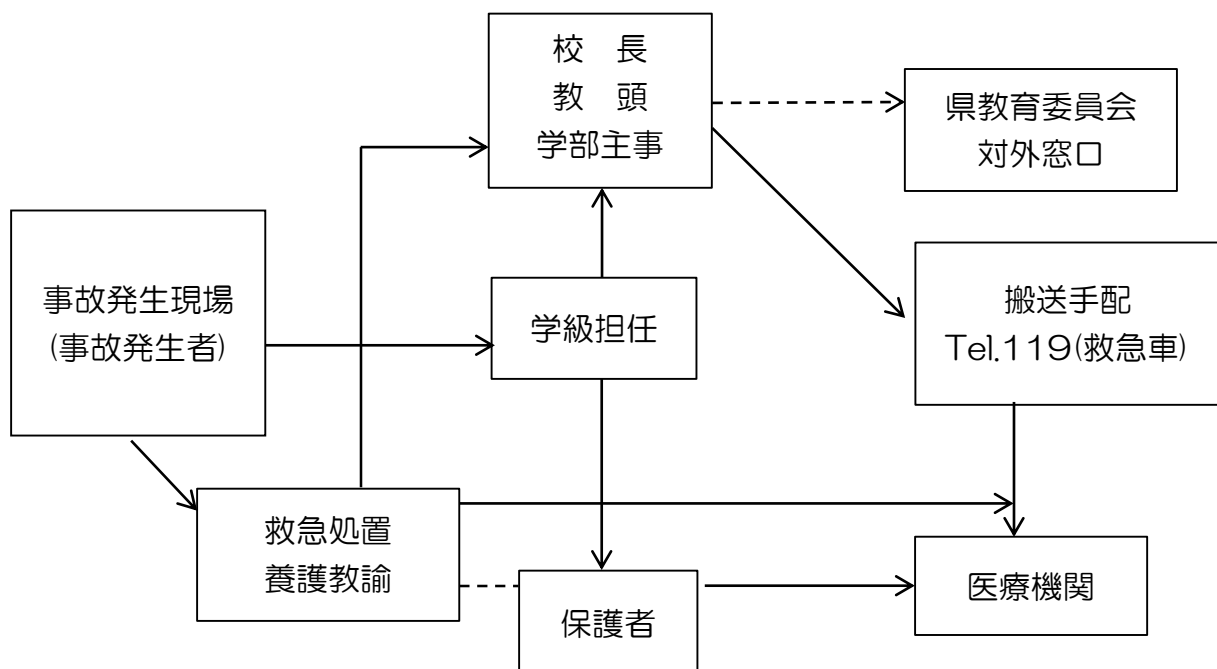 校　長
教　頭
学部主事
県教育委員会
対外窓口
事故発生現場
(事故発生者)
学級担任
搬送手配
Tel.119(救急車)
救急処置
養護教諭
保護者
医療機関